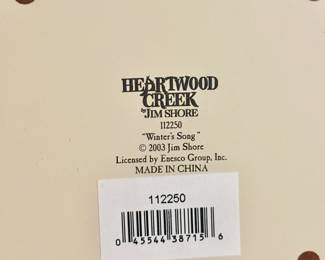 HEARTWOOD
CREEK
by JIM SHORE
112250
"Winter's Song"
© 2003 Jim Shore
Licensed by Enesco Group, Inc.
MADE IN CHINA
112250
0 45544 38715 6